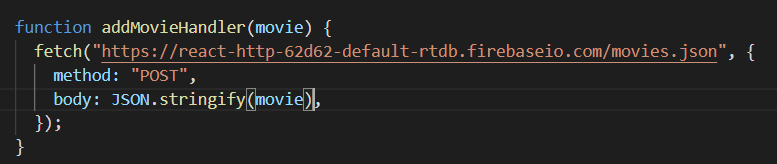 function addMovieHandler(movie) {
fetch("https://react-http-62d62-default-rtdb.firebaseio.com/movies.json", {
method: "POST",
body: JSON.stringify(movie),
});
}